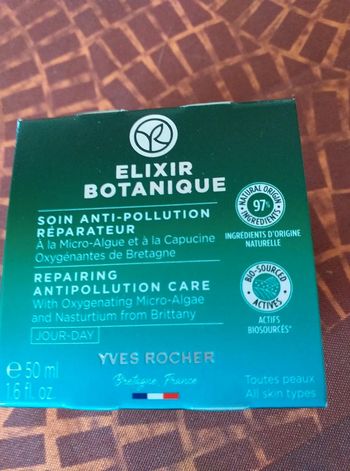 ELIXIR
BOTANIQUE
SOIN ANTI-POLLUTION
RÉPARATEUR
À la Micro-Algue et à la Capucine
Oxygénantes de Bretagne
REPAIRING
ANTIPOLLUTION CARE
With Oxygenating Micro-Algae
and Nasturtium from Brittany
JOUR-DAY
NATURAL ORIGIN
97%
INGREDIENTS
INGRÉDIENTS D'ORIGINE
NATURELLE
BIO-SOURCED
ACTIVES
ACTIFS
BIOSOURCÉS*
YVES ROCHER
Bretagne, France
e 50 ml
1.6 fl. oz.
Toutes peaux
All skin types